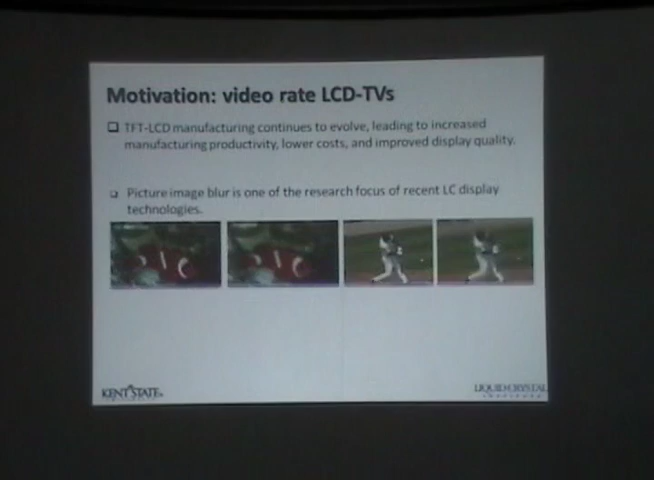 Motivation: video rate LCD-TVs
TFT-LCD manufacturing continues to evolve, leading to increased
manufacturing productivity, lower costs, and improved display quality.
Picture image blur is one of the research focus of recent LC display
technologies.
KENT STATE
LIQUID CRYSTAL
INSTITUTE